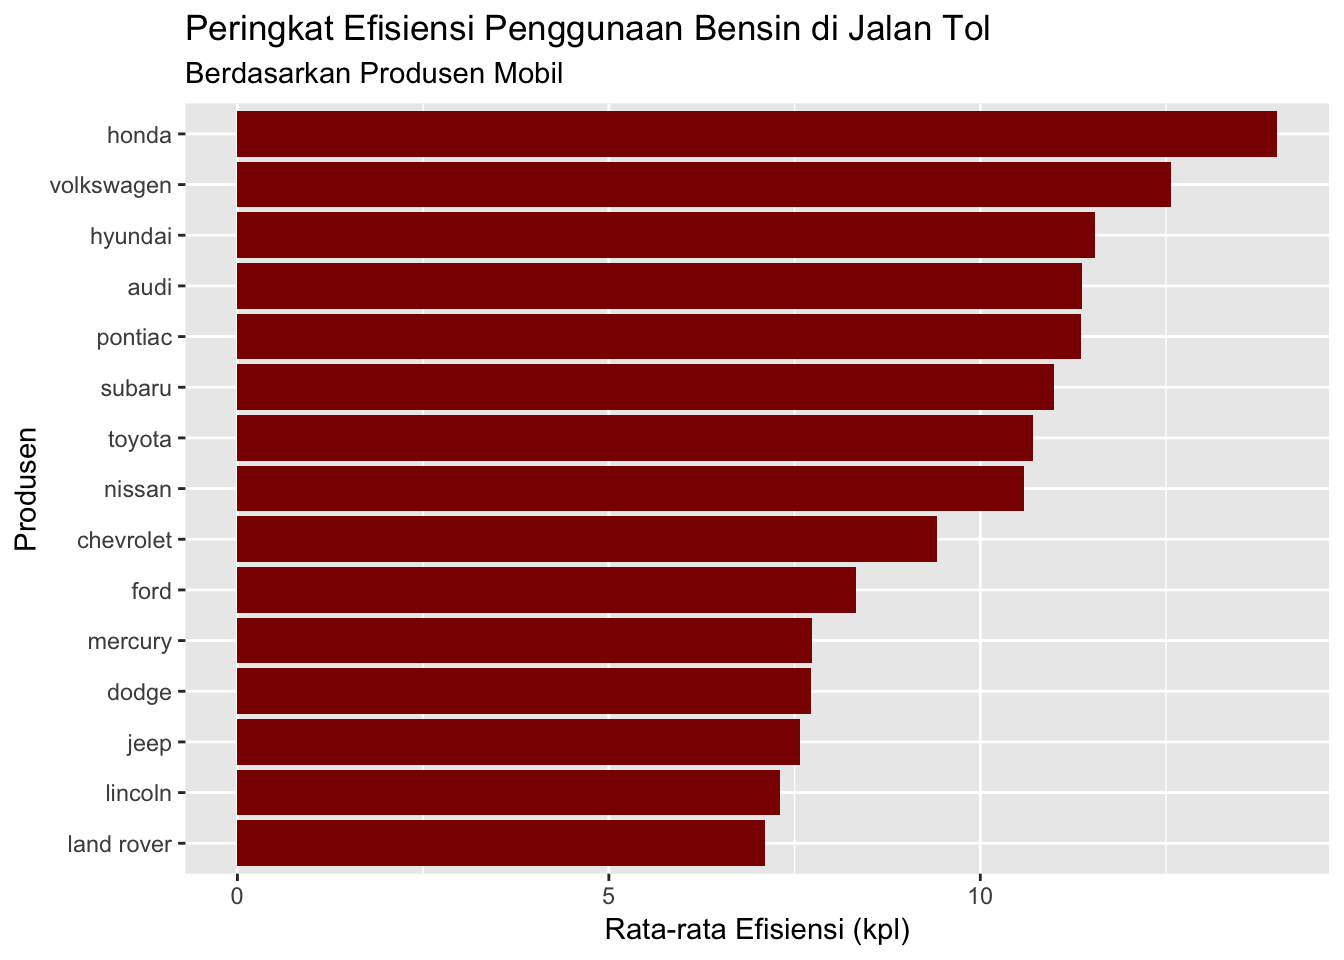 Peringkat Efisiensi Penggunaan Bensin di Jalan Tol
Berdasarkan Produsen Mobil
Produsen
honda
volkswagen
hyundai
audi
pontiac
subaru
toyota
nissan
chevrolet
ford
mercury
dodge
jeep
lincoln
land rover
0 5 10
Rata-rata Efisiensi (kpl)